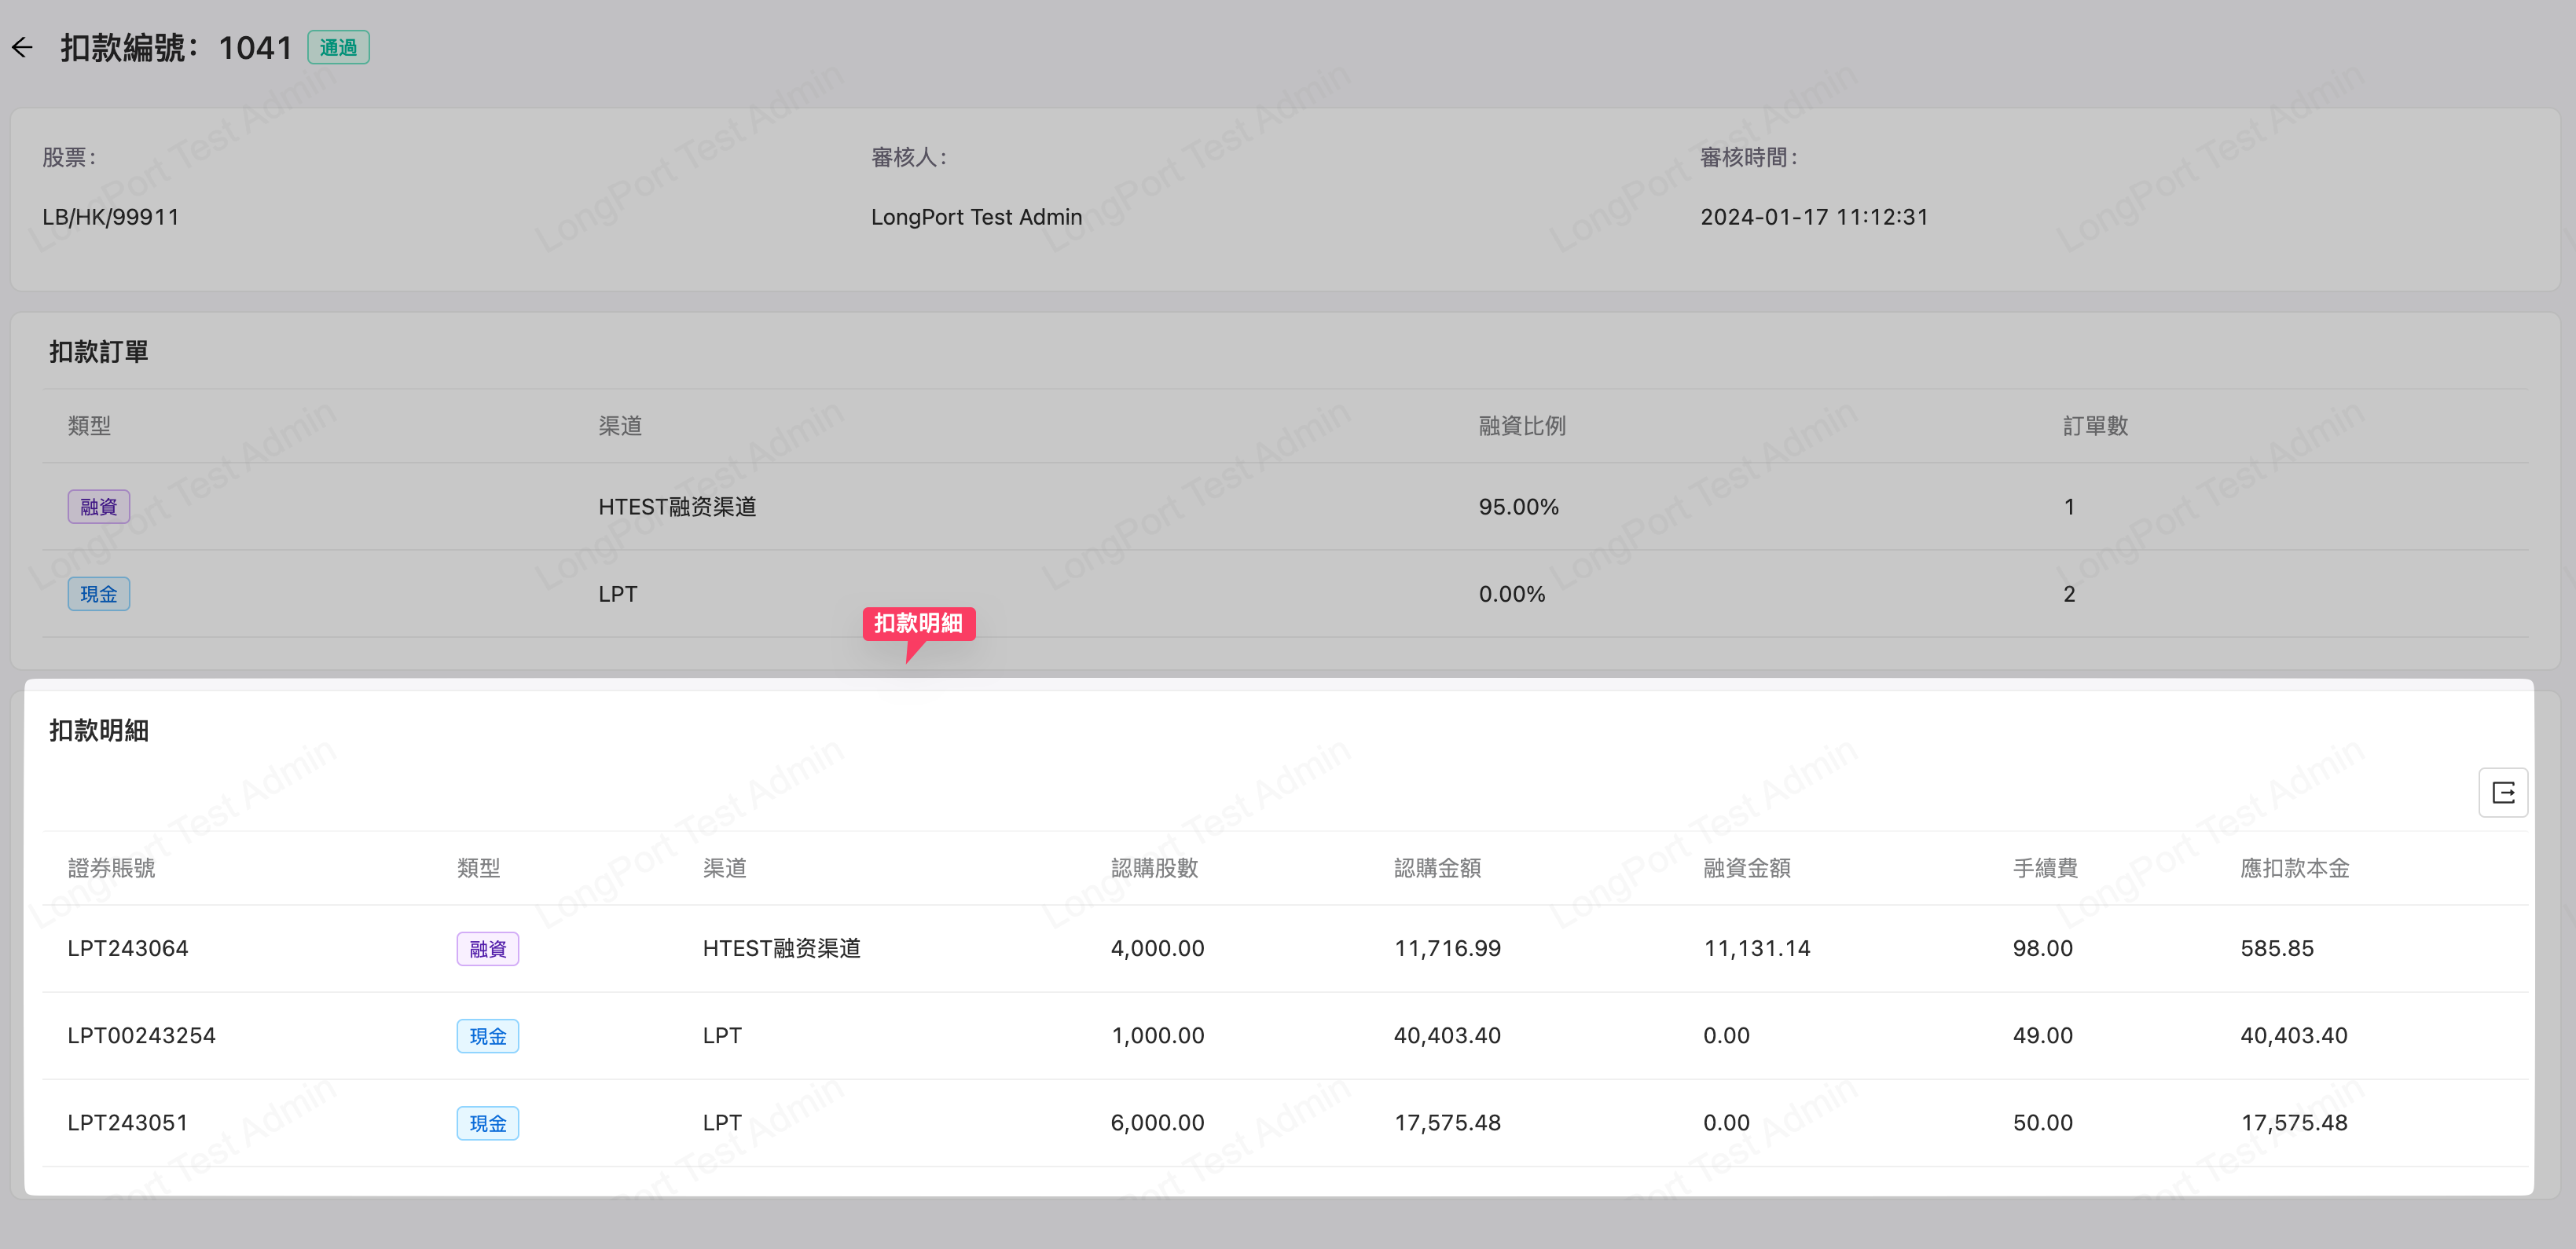 扣款編號：1041 通過
股票： 審核人： 審核時間：
LB/HK/99911 LongPort Test Admin 2024-01-17 11:12:31
扣款訂單
類型 渠道 融資比例 訂單數
融資 HTEST融资渠道 95.00% 1
現金 LPT 0.00% 2
扣款明細
扣款明細
證券賬號 類型 渠道 認購股數 認購金額 融資金額 手續費 應扣款本金
LPT243064 融資 HTEST融资渠道 4,000.00 11,716.99 11,131.14 98.00 585.85
LPT00243254 現金 LPT 1,000.00 40,403.40 0.00 49.00 40,403.40
LPT243051 現金 LPT 6,000.00 17,575.48 0.00 50.00 17,575.48
LongPort Test Admin